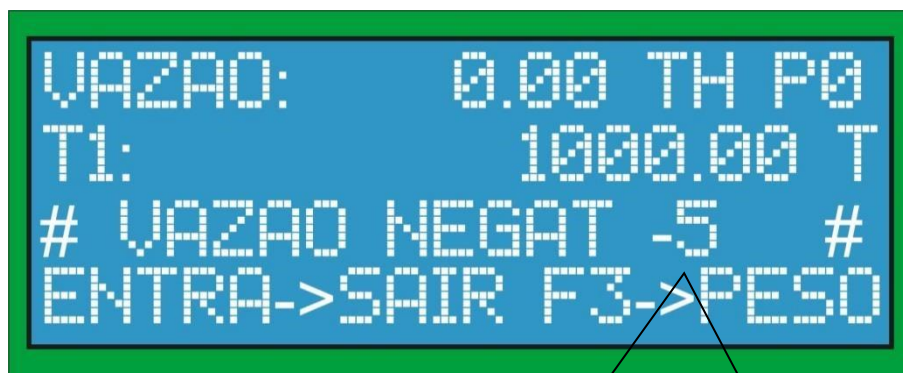 VAZAO: 0.00 TH P0
T1: 1000.00 T
# VAZAO NEGAT -5 #
ENTRA->SAIR F3->PESO